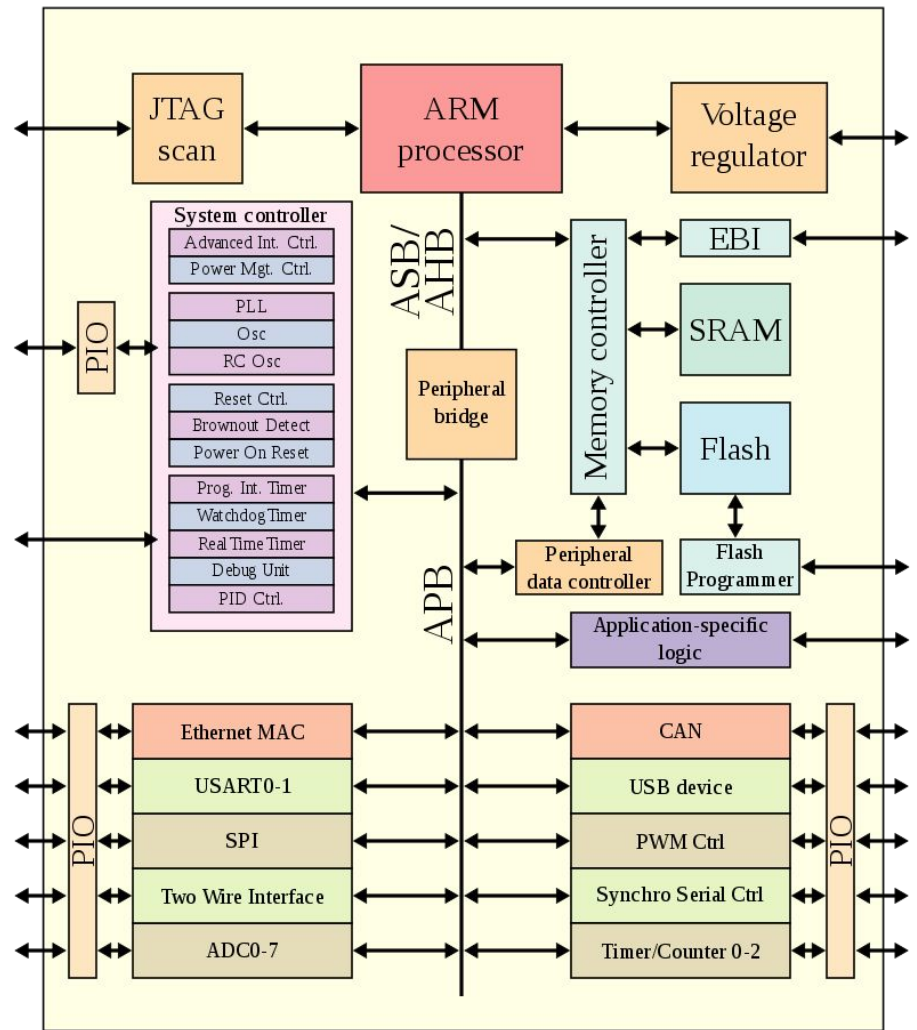 JTAG
scan
ARM
processor
Voltage
regulator
System controller
Advanced Int. Ctrl.
Power Mgt. Ctrl.
PLL
Osc
RC Osc
Reset Ctrl.
Brownout Detect
Power On Reset
Prog. Int. Timer
Watchdog Timer
Real Time Timer
Debug Unit
PID Ctrl.
PIO
ASB/
AHB
Peripheral
bridge
APB
Memory controller
EBI
SRAM
Flash
Peripheral
data controller
Flash
Programmer
Application-specific
logic
PIO
Ethernet MAC
USART0-1
SPI
Two Wire Interface
ADC0-7
CAN
USB device
PWM Ctrl
Synchro Serial Ctrl
Timer/Counter 0-2
PIO